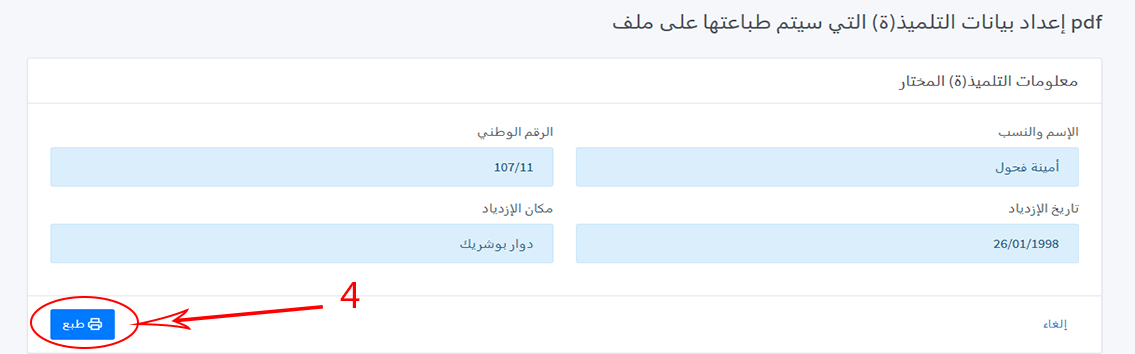 إعداد بيانات التلميذ(ة) التي سيتم طباعتها على ملف pdf
معلومات التلميذ(ة) المختار
الإسم والنسب
الرقم الوطني
أمينة فحول
107/11
تاريخ الإزدياد
مكان الإزدياد
26/01/1998
دوار بوشريك
4
إلغاء
طبع